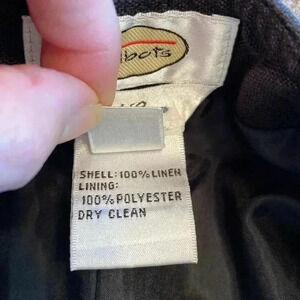 SHELL: 100% LINEN
LINING:
100% POLYESTER
DRY CLEAN